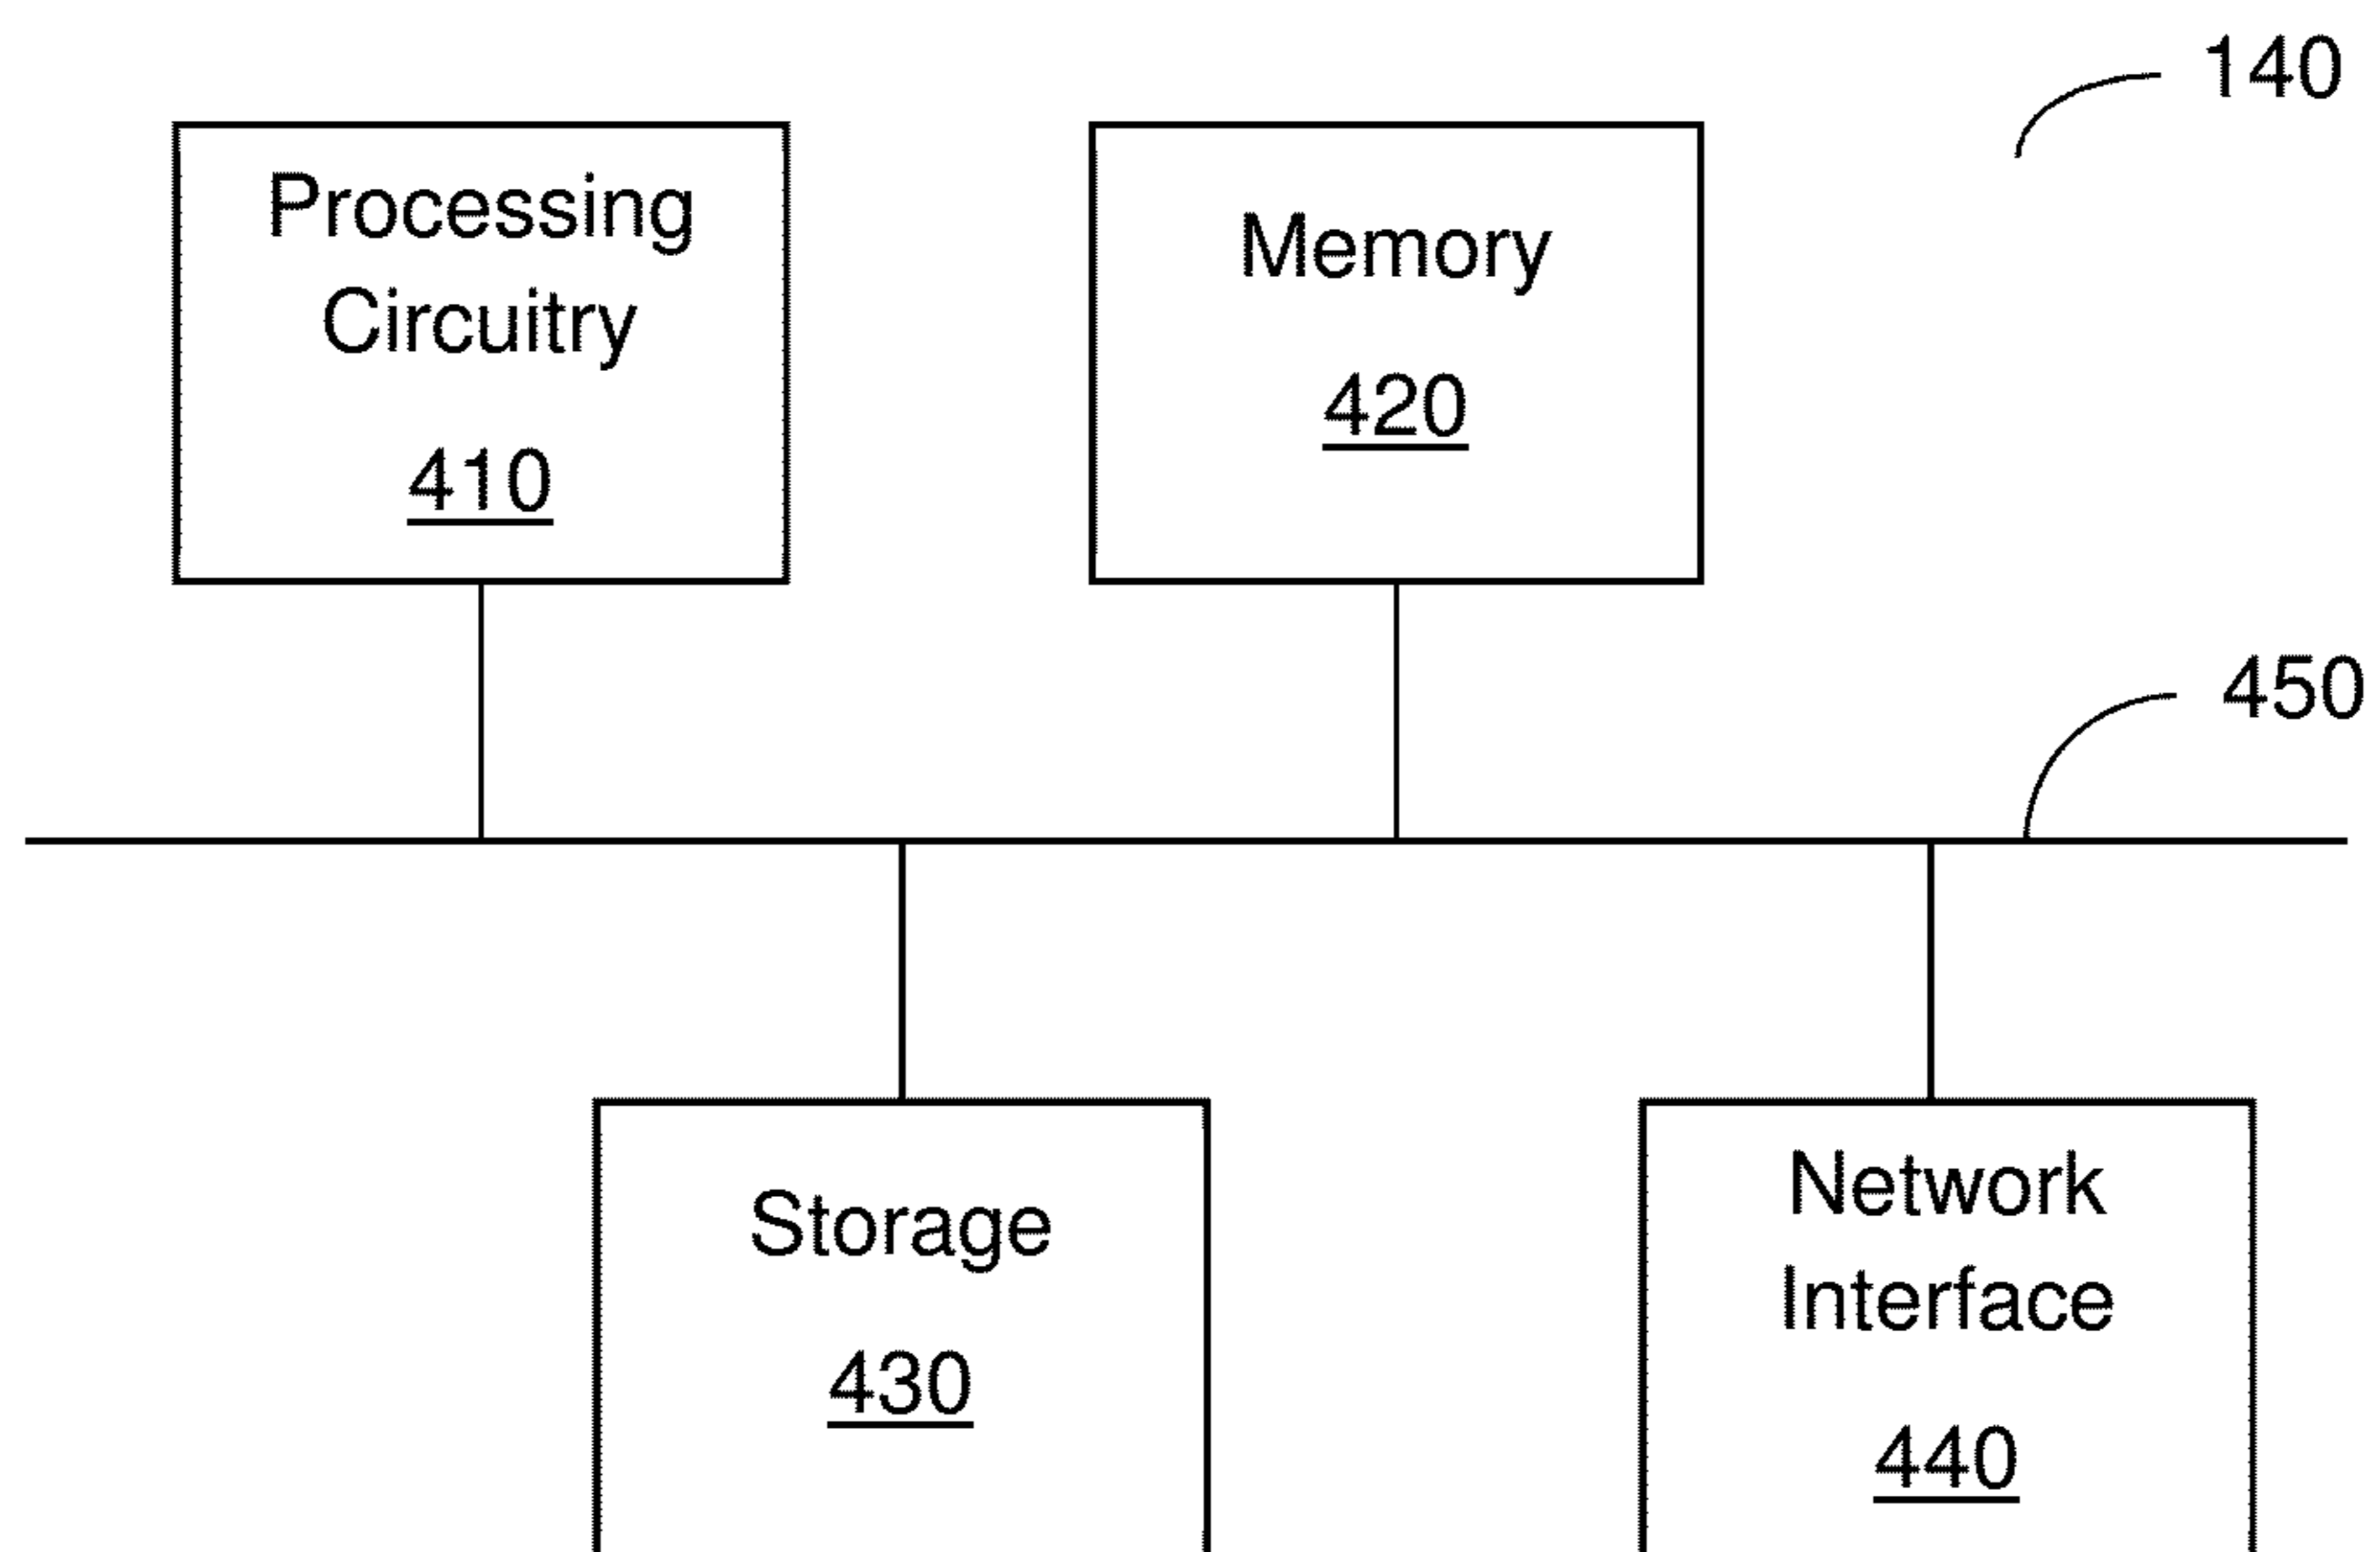 140
Processing
Circuitry
410
Memory
420
450
Storage
430
Network
Interface
440